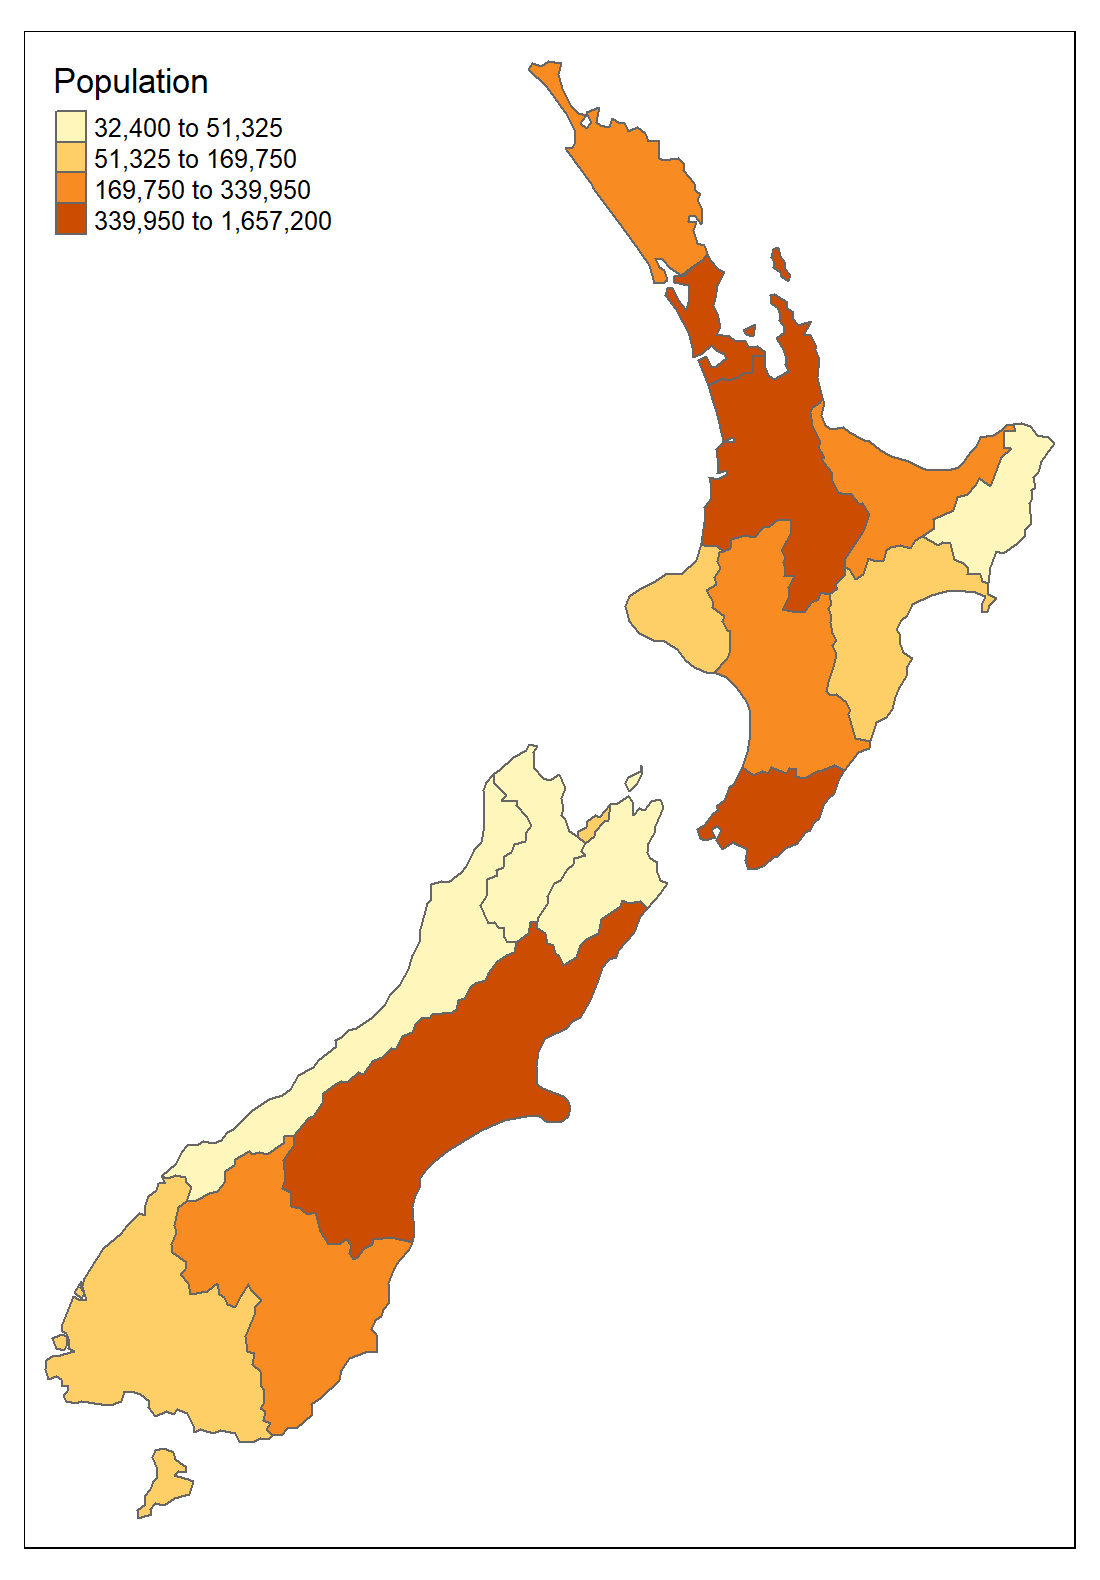 Population
32,400 to 51,325
51,325 to 169,750
169,750 to 339,950
339,950 to 1,657,200